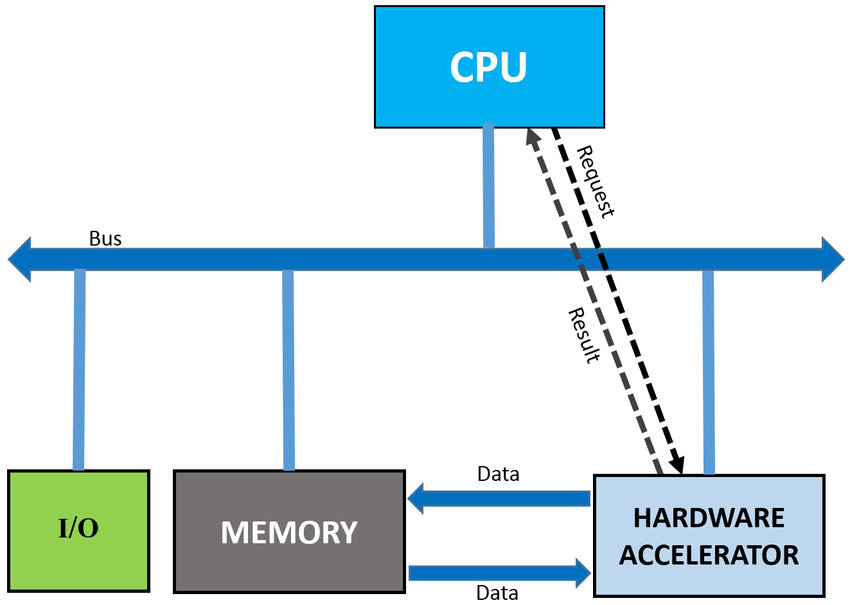 CPU
Request
Bus
Result
I/O
MEMORY
Data
Data
HARDWARE
ACCELERATOR